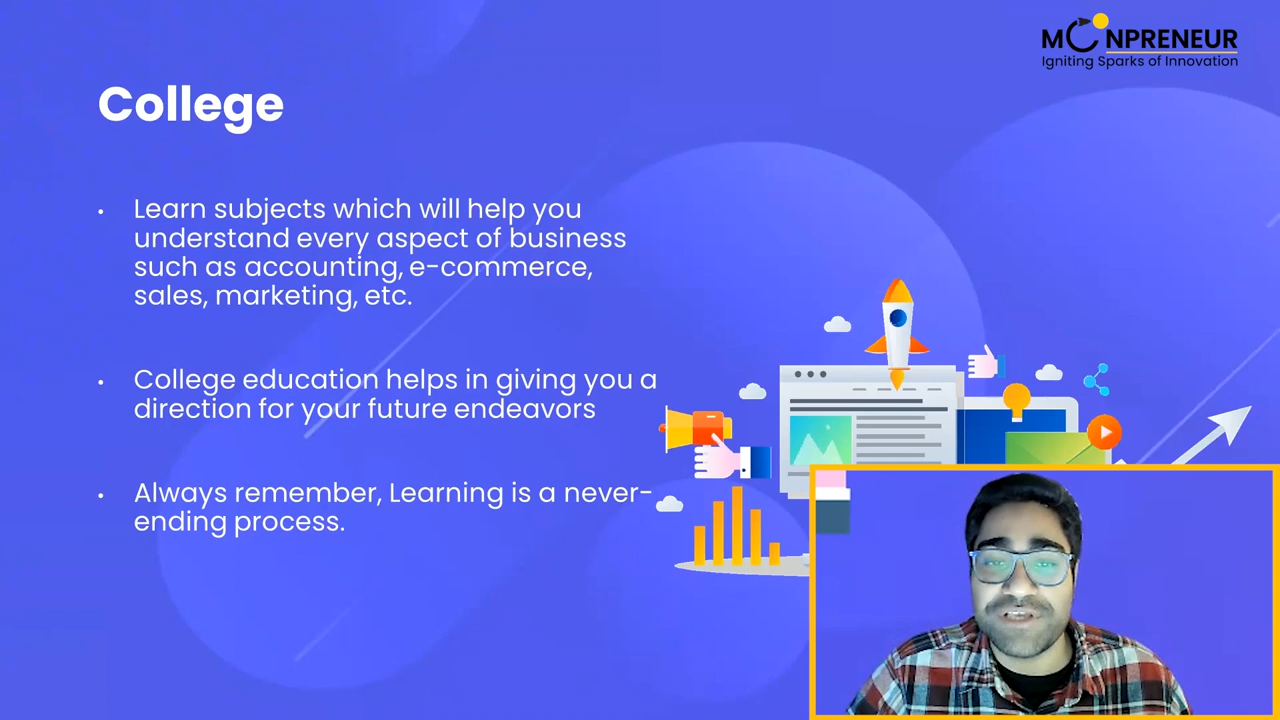 MOONPRENEUR
Igniting Sparks of Innovation
College
• Learn subjects which will help you
understand every aspect of business
such as accounting, e-commerce,
sales, marketing, etc.
• College education helps in giving you a
direction for your future endeavors
• Always remember, Learning is a never-
ending process.